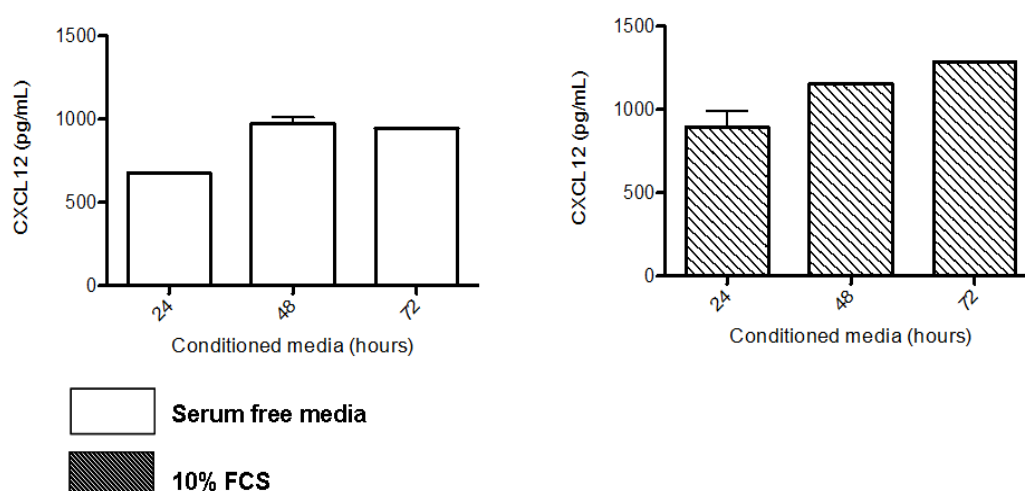 1500
1000
500
0
CXCL12 (pg/mL)
24
48
72
Conditioned media (hours)
1500
1000
500
0
CXCL12 (pg/mL)
24
48
72
Conditioned media (hours)
Serum free media
10% FCS